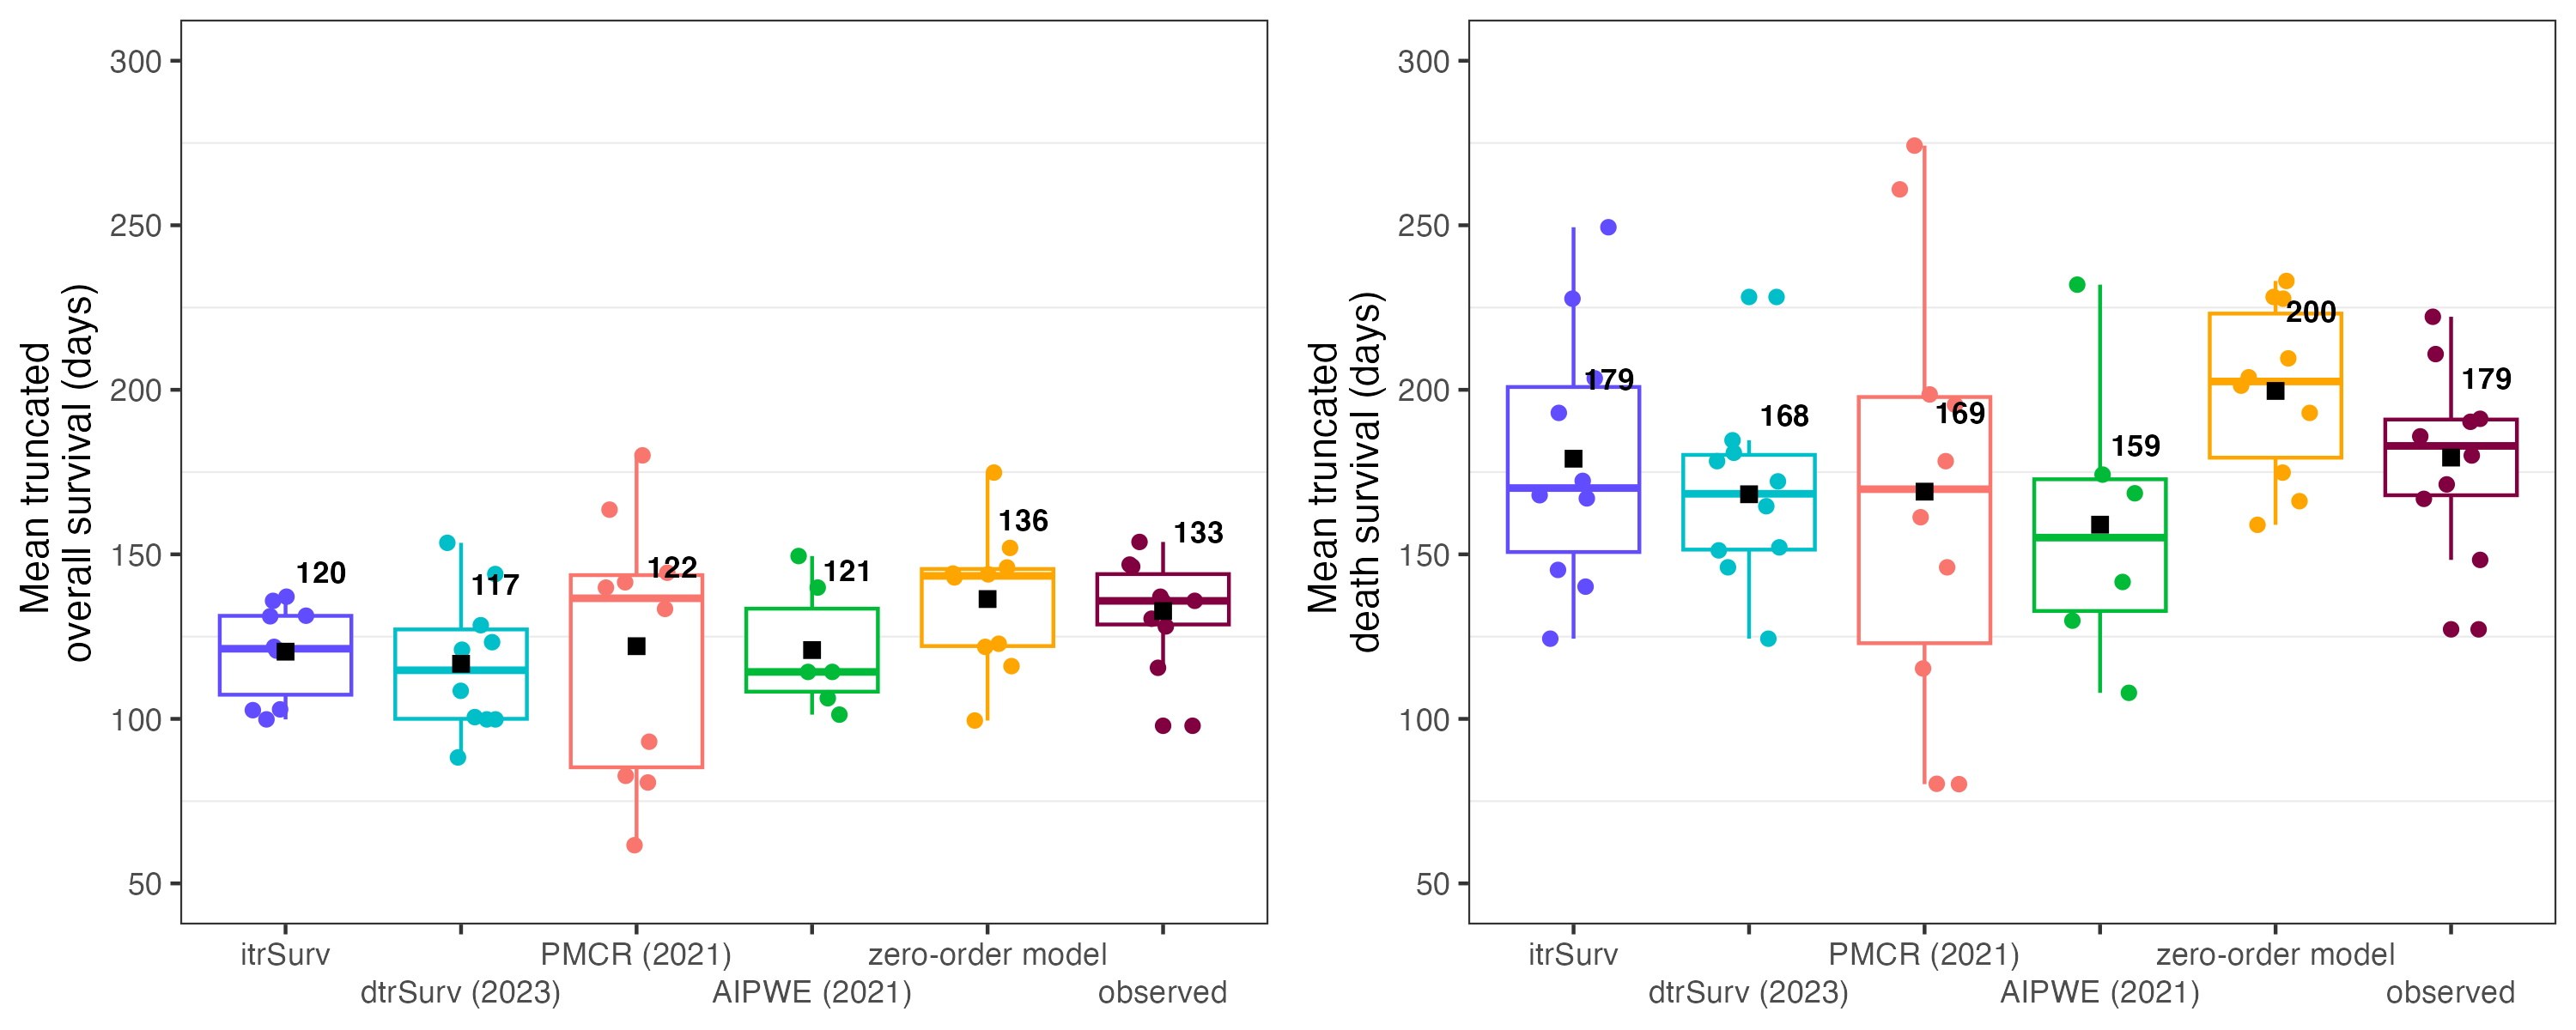 Mean truncated
overall survival (days)
300
250
200
150
100
50
120
117
122
121
136
133
itrSurv
PMCR (2021)
zero-order model
dtrSurv (2023)
AIPWE (2021)
observed
Mean truncated
death survival (days)
300
250
200
150
100
50
179
168
169
159
200
179
itrSurv
PMCR (2021)
zero-order model
dtrSurv (2023)
AIPWE (2021)
observed